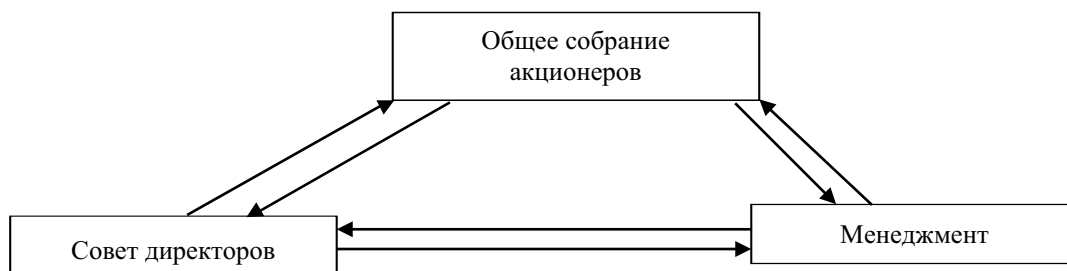 Общее собрание
акционеров
Совет директоров
Менеджмент